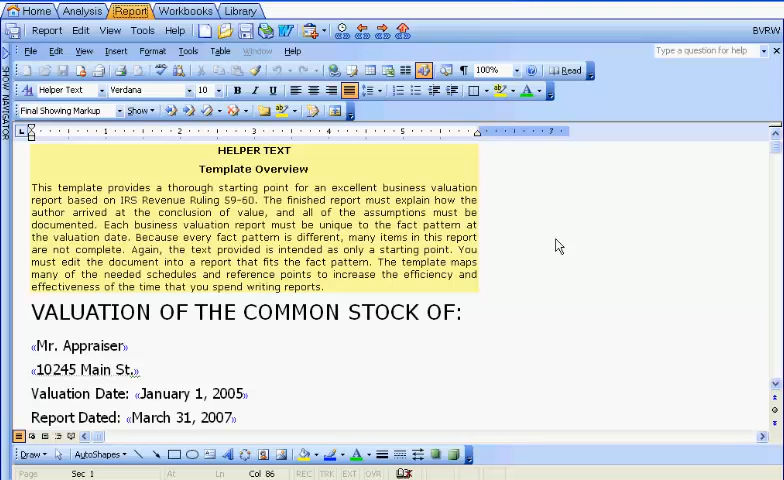 Home Analysis Report Workbooks Library
Report Edit View Tools Help BVRW
File Edit View Insert Format Tools Table Window Help Type a question for help
100% Read
Helper Text Verdana 10 B I U
Final Showing Markup Show
SHOW NAVIGATOR
1 2 3 4 5 7
HELPER TEXT
Template Overview
This template provides a thorough starting point for an excellent business valuation
report based on IRS Revenue Ruling 59-60. The finished report must explain how the
author arrived at the conclusion of value, and all of the assumptions must be
documented. Each business valuation report must be unique to the fact pattern at
the valuation date. Because every fact pattern is different, many items in this report
are not complete. Again, the text provided is intended as only a starting point. You
must edit the document into a report that fits the fact pattern. The template maps
many of the needed schedules and reference points to increase the efficiency and
effectiveness of the time that you spend writing reports.
VALUATION OF THE COMMON STOCK OF:
«Mr. Appraiser»
«10245 Main St.»
Valuation Date: «January 1, 2005»
Report Dated: «March 31, 2007»
Draw AutoShapes
Page Sec 1 At Ln Col 86 REC TRK EXT OVR